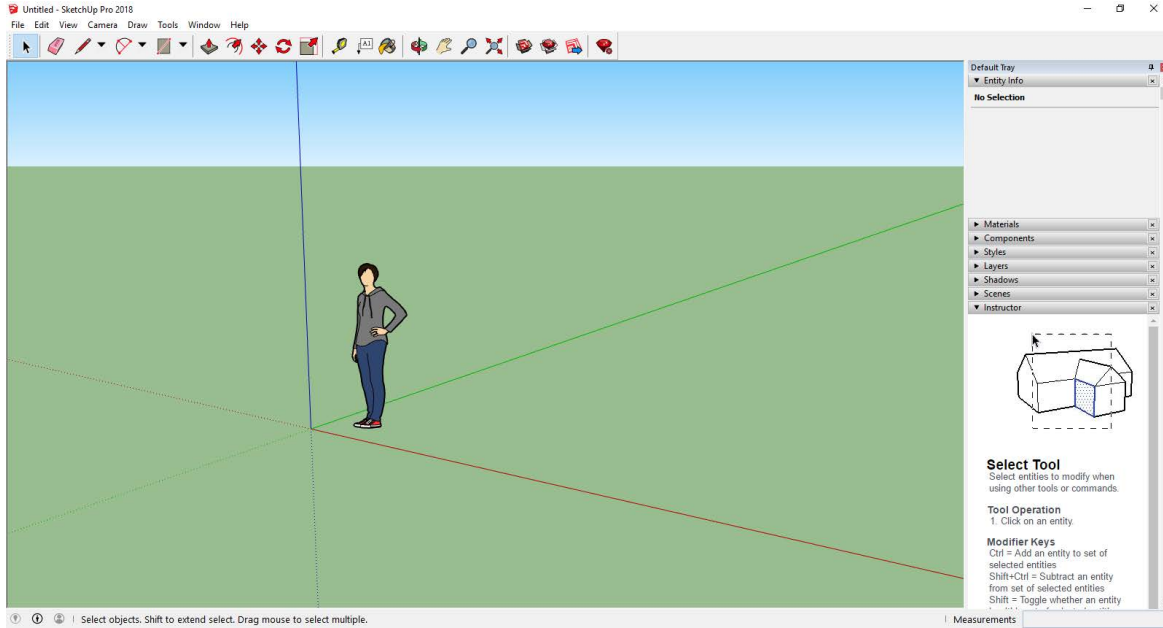 Untitled - SketchUp Pro 2018
File Edit View Camera Draw Tools Window Help
A1
Default Tray
Entity Info
No Selection
Materials
Components
Styles
Layers
Shadows
Scenes
Instructor
Select Tool
Select entities to modify when
using other tools or commands.
Tool Operation
1. Click on an entity.
Modifier Keys
Ctrl = Add an entity to set of
selected entities
Shift+Ctrl = Subtract an entity
from set of selected entities
Shift = Toggle whether an entity
Select objects. Shift to extend select. Drag mouse to select multiple.
Measurements